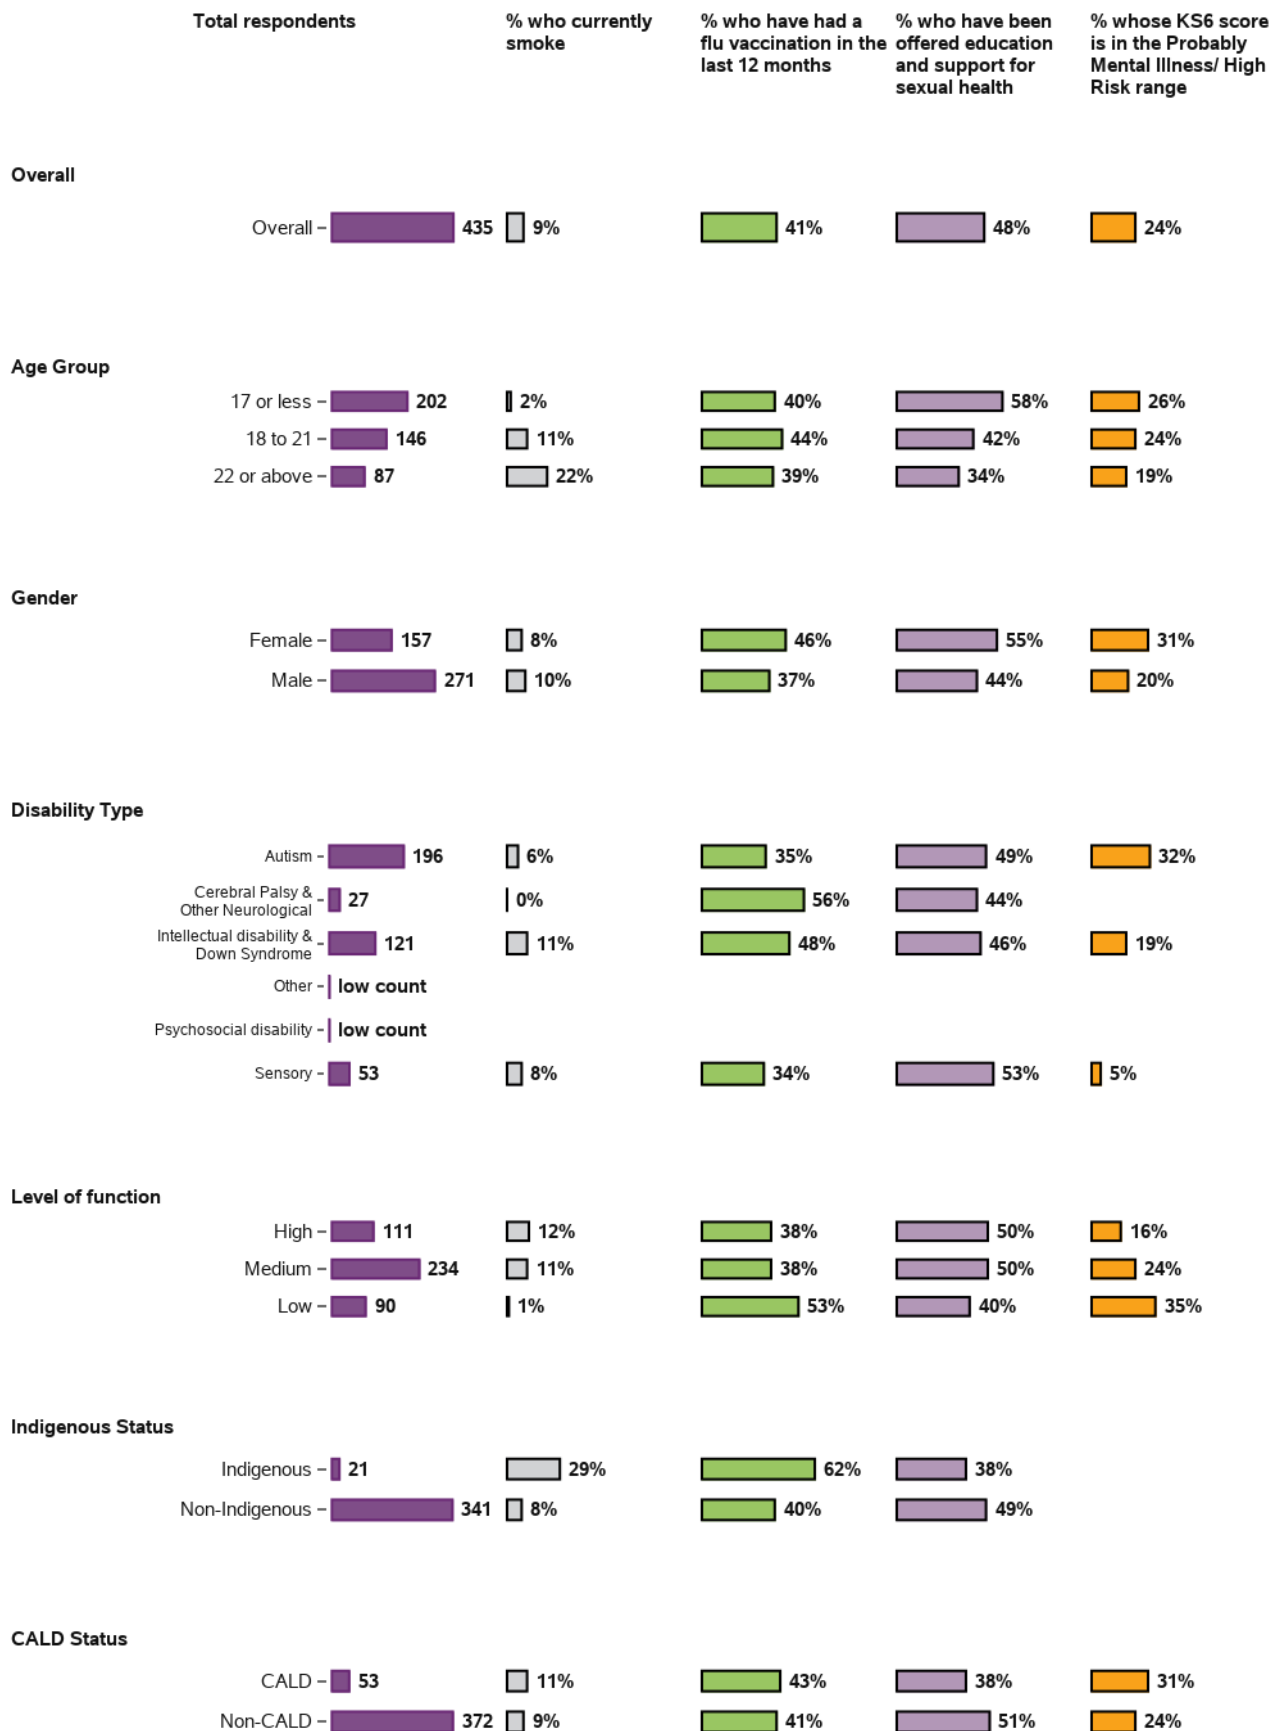 Total respondents
% who currently
smoke
% who have had a
flu vaccination in the
last 12 months
% who have been
offered education
and support for
sexual health
% whose KS6 score
is in the Probably
Mental Illness/ High
Risk range
Overall
Overall 435 9% 41% 48% 24%
Age Group
17 or less 202 2% 40% 58% 26%
18 to 21 146 11% 44% 42% 24%
22 or above 87 22% 39% 34% 19%
Gender
Female 157 8% 46% 55% 31%
Male 271 10% 37% 44% 20%
Disability Type
Autism 196 6% 35% 49% 32%
Cerebral Palsy &
Other Neurological 27 0% 56% 44%
Intellectual disability &
Down Syndrome 121 11% 48% 46% 19%
Other low count
Psychosocial disability low count
Sensory 53 8% 34% 53% 5%
Level of function
High 111 12% 38% 50% 16%
Medium 234 11% 38% 50% 24%
Low 90 1% 53% 40% 35%
Indigenous Status
Indigenous 21 29% 62% 38%
Non-Indigenous 341 8% 40% 49%
CALD Status
CALD 53 11% 43% 38% 31%
Non-CALD 372 9% 41% 51% 24%